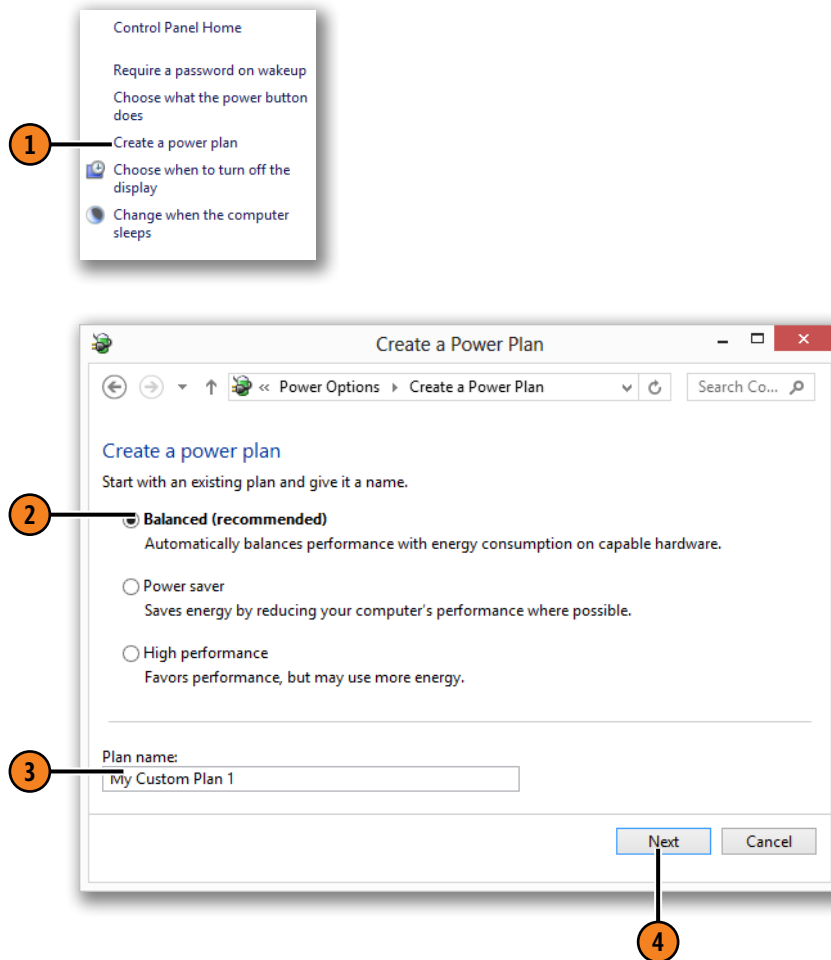 Control Panel Home
Require a password on wakeup
Choose what the power button
does
1
Create a power plan
Choose when to turn off the
display
Change when the computer
sleeps
Create a Power Plan
« Power Options Create a Power Plan
Search Co...
Create a power plan
Start with an existing plan and give it a name.
2
Balanced (recommended)
Automatically balances performance with energy consumption on capable hardware.
Power saver
Saves energy by reducing your computer's performance where possible.
High performance
Favors performance, but may use more energy.
Plan name:
3
My Custom Plan 1
Next Cancel
4